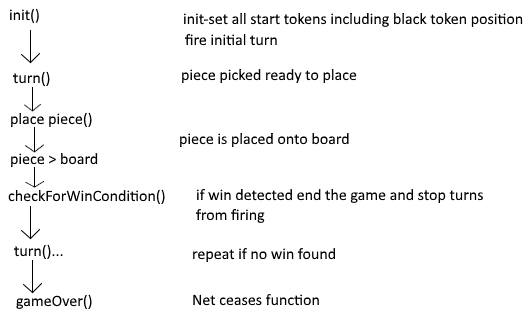 init()
init-set all start tokens including black token position
fire initial turn
turn()
piece picked ready to place
place piece()
piece is placed onto board
piece > board
checkForWinCondition()
if win detected end the game and stop turns
from firing
turn()...
repeat if no win found
gameOver()
Net ceases function